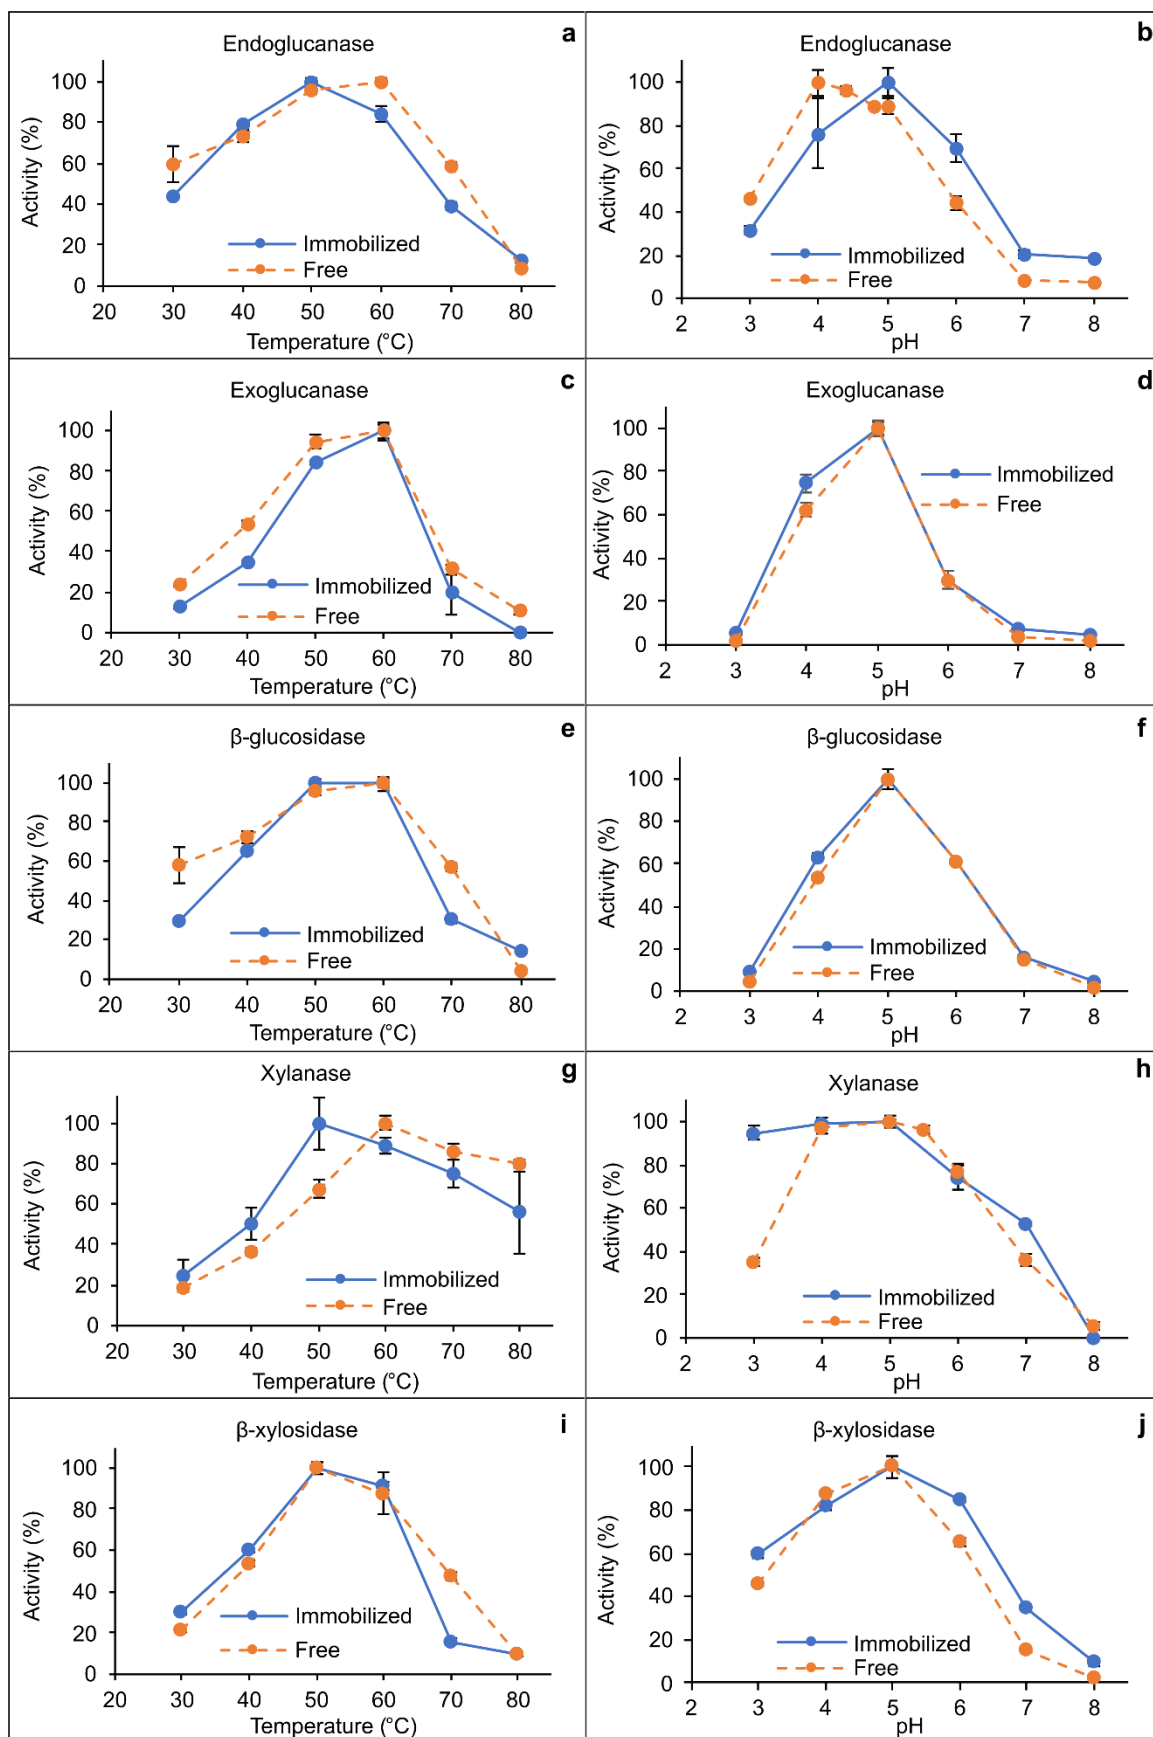 Endoglucanase
a
Activity (%)
100
80
60
40
20
0
Immobilized
Free
20 30 40 50 60 70 80
Temperature (°C)
Endoglucanase
b
Activity (%)
100
80
60
40
20
0
Immobilized
Free
2 3 4 5 6 7 8
pH
Exoglucanase
c
Activity (%)
100
80
60
40
20
0
Immobilized
Free
20 30 40 50 60 70 80
Temperature (°C)
Exoglucanase
d
Activity (%)
100
80
60
40
20
0
Immobilized
Free
2 3 4 5 6 7 8
pH
β-glucosidase
e
Activity (%)
100
80
60
40
20
0
Immobilized
Free
20 30 40 50 60 70 80
Temperature (°C)
β-glucosidase
f
Activity (%)
100
80
60
40
20
0
Immobilized
Free
2 3 4 5 6 7 8
pH
Xylanase
g
Activity (%)
100
80
60
40
20
0
Immobilized
Free
20 30 40 50 60 70 80
Temperature (°C)
Xylanase
h
Activity (%)
100
80
60
40
20
0
Immobilized
Free
2 3 4 5 6 7 8
pH
β-xylosidase
i
Activity (%)
100
80
60
40
20
0
Immobilized
Free
20 30 40 50 60 70 80
Temperature (°C)
β-xylosidase
j
Activity (%)
100
80
60
40
20
0
Immobilized
Free
2 3 4 5 6 7 8
pH